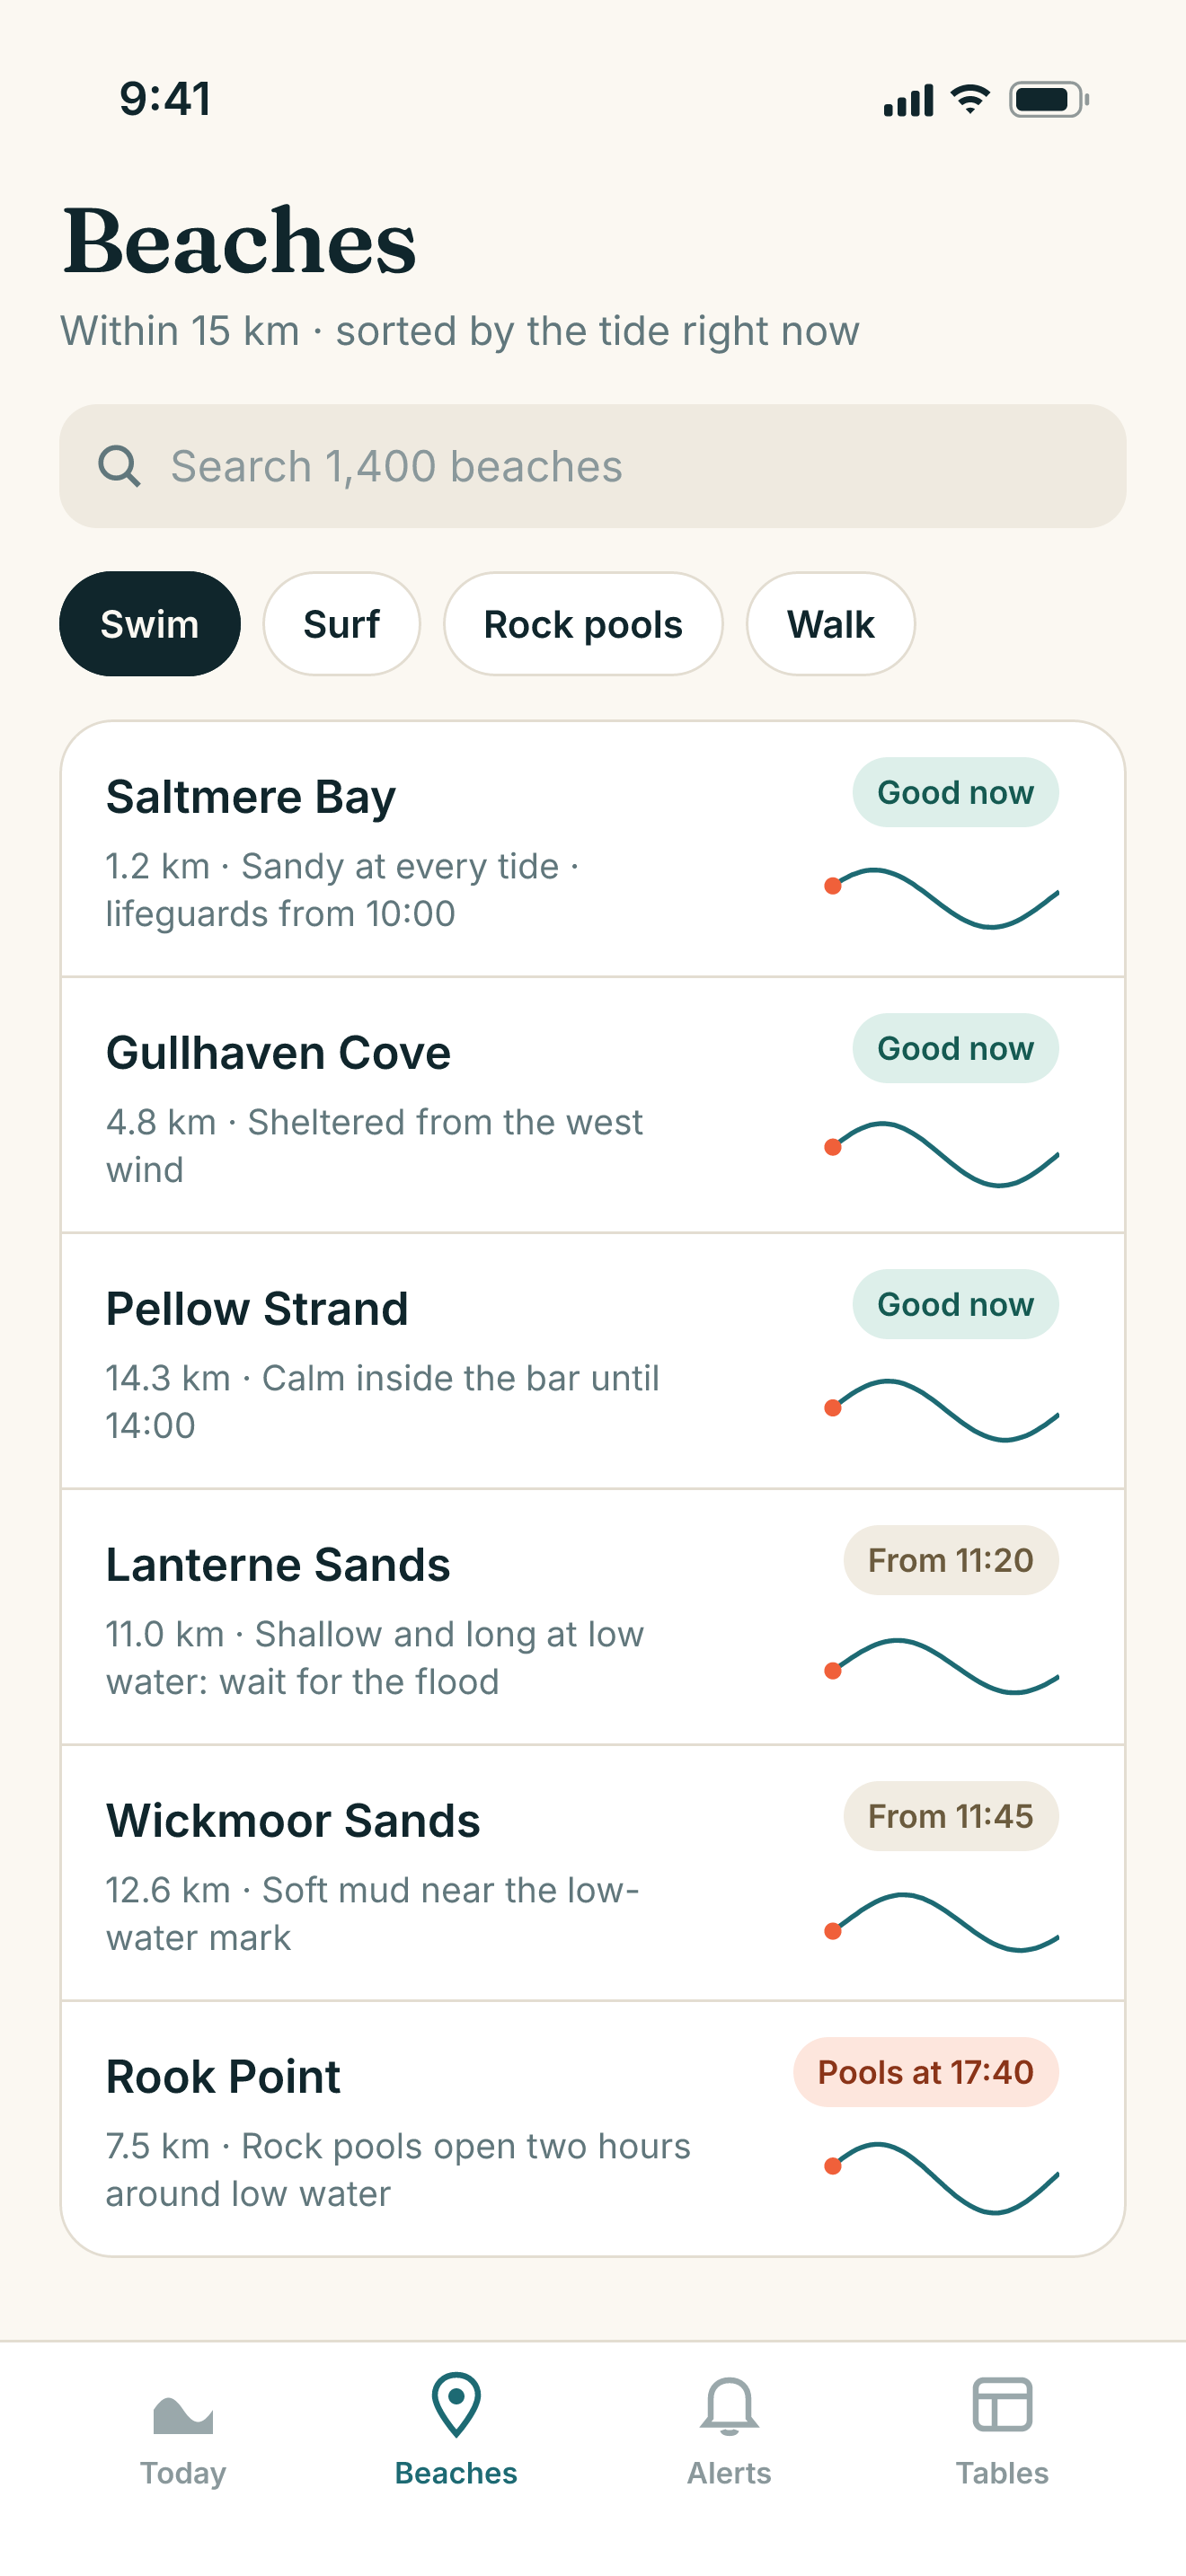 9:41
Beaches
Within 15 km · sorted by the tide right now
Search 1,400 beaches
Swim
Surf
Rock pools
Walk
Saltmere Bay
Good now
1.2 km · Sandy at every tide ·
lifeguards from 10:00
Gullhaven Cove
Good now
4.8 km · Sheltered from the west
wind
Pellow Strand
Good now
14.3 km · Calm inside the bar until
14:00
Lanterne Sands
From 11:20
11.0 km · Shallow and long at low
water: wait for the flood
Wickmoor Sands
From 11:45
12.6 km · Soft mud near the low-
water mark
Rook Point
Pools at 17:40
7.5 km · Rock pools open two hours
around low water
Today
Beaches
Alerts
Tables